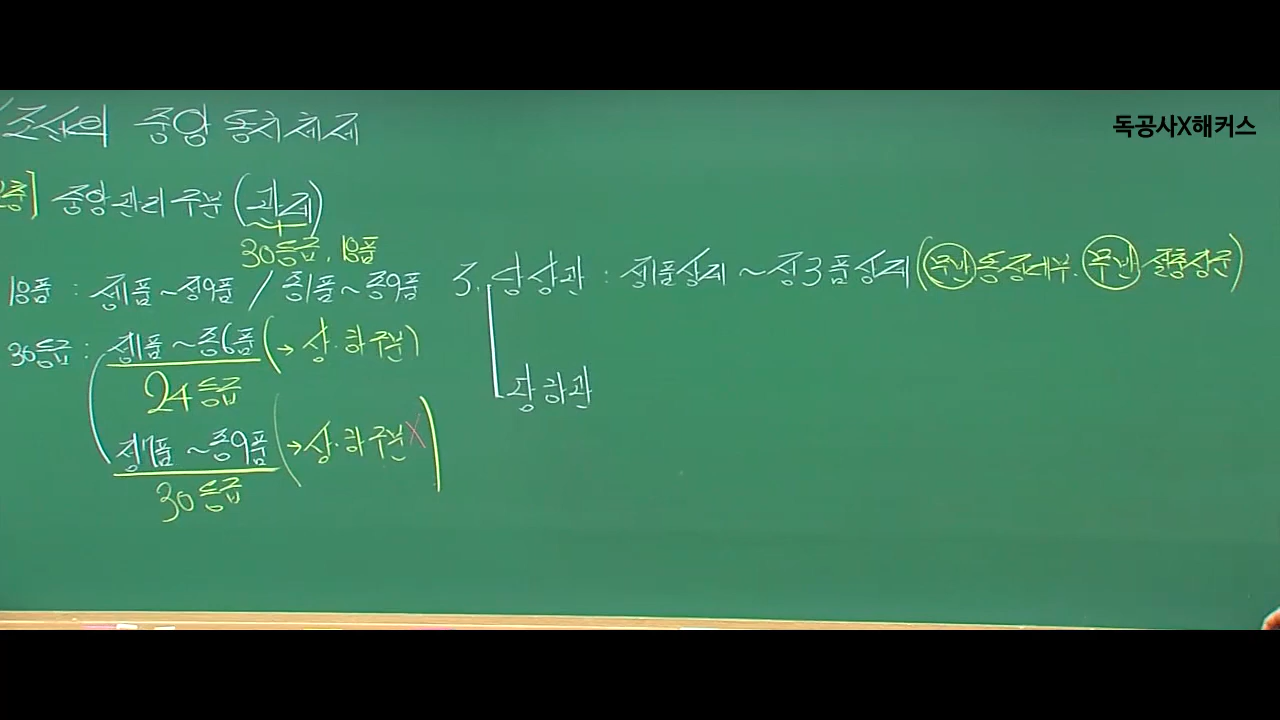 독공사X해커스
조선의 중앙 통치 체제
중앙관리 구분 (관계)
30등급, 18품
18품 : 정1품 ~ 정9품 / 종1품 ~ 종9품
30등급 : 정1품 ~ 종6품 (→ 상·하 구분)
24등급
정7품 ~ 종9품 (→ 상·하 구분 X)
30등급
3. 당상관 : 정1품상계 ~ 정3품상계 (문반 통정대부. 무반 절충장군)
당하관